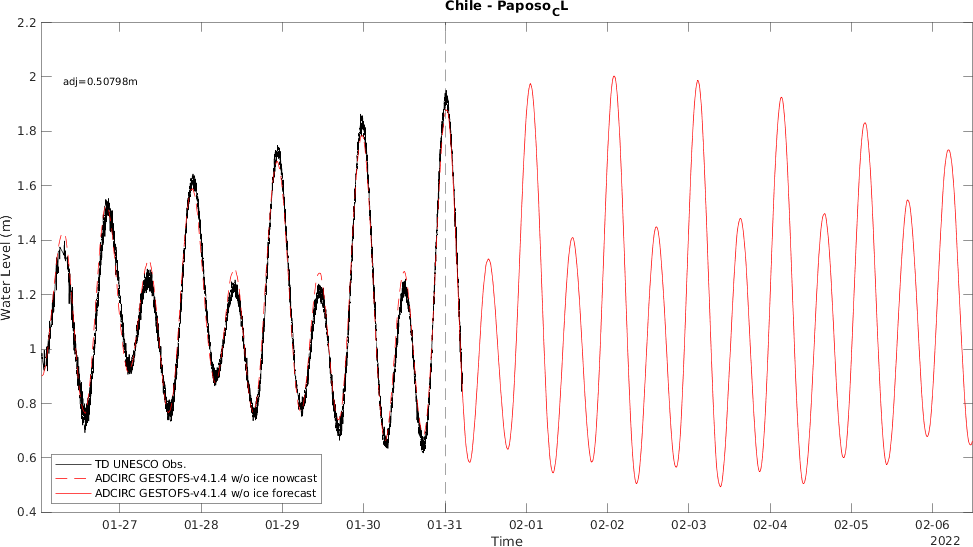 Chile - Paposo_CL
2.2
2
1.8
1.6
1.4
1.2
1
0.8
0.6
0.4
Water Level (m)
adj=0.50798m
TD UNESCO Obs.
ADCIRC GESTOFS-v4.1.4 w/o ice nowcast
ADCIRC GESTOFS-v4.1.4 w/o ice forecast
01-27 01-28 01-29 01-30 01-31 02-01 02-02 02-03 02-04 02-05 02-06
Time
2022